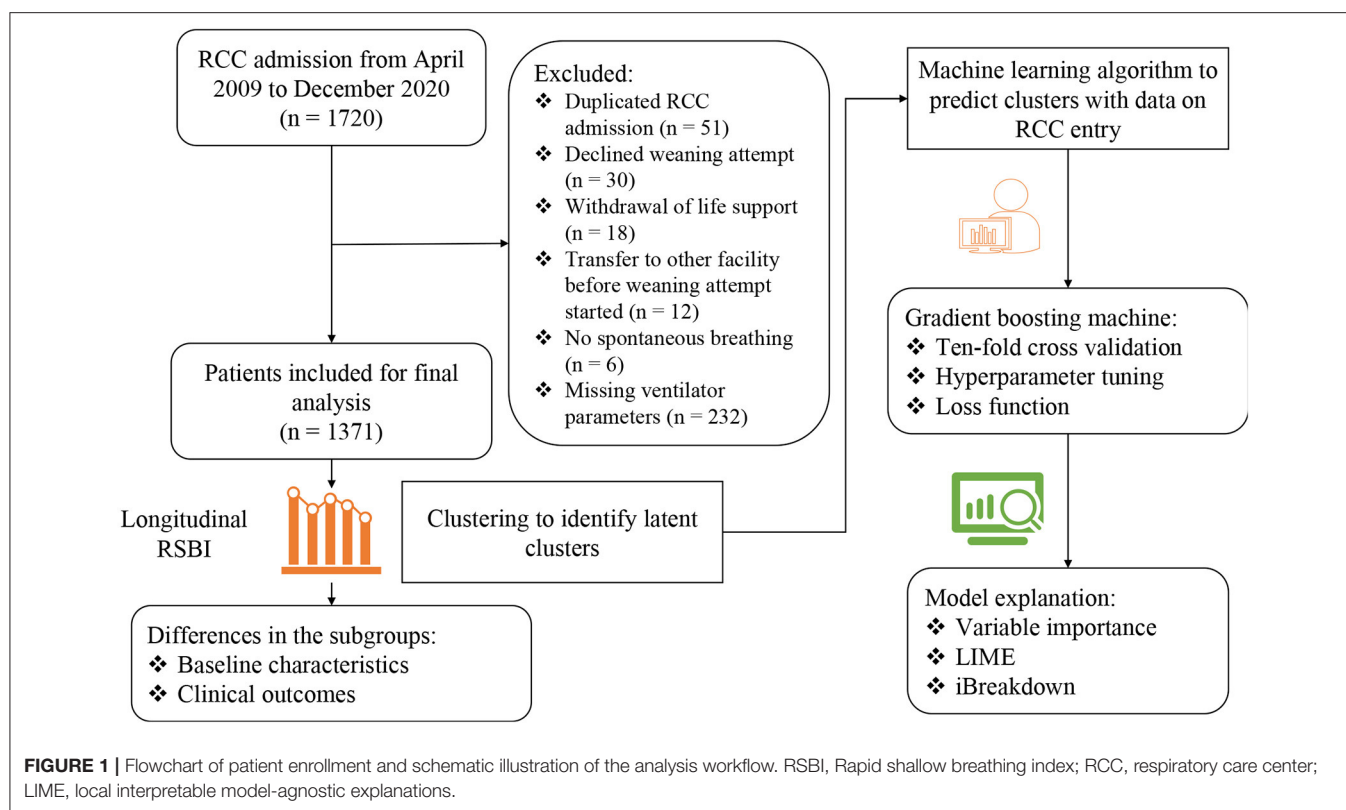 RCC admission from April
2009 to December 2020
(n = 1720)
Excluded:
❖ Duplicated RCC
admission (n = 51)
❖ Declined weaning attempt
(n = 30)
❖ Withdrawal of life support
(n = 18)
❖ Transfer to other facility
before weaning attempt
started (n = 12)
❖ No spontaneous breathing
(n = 6)
❖ Missing ventilator
parameters (n = 232)
Patients included for final
analysis
(n = 1371)
Longitudinal
RSBI
Clustering to identify latent
clusters
Differences in the subgroups:
❖ Baseline characteristics
❖ Clinical outcomes
Machine learning algorithm to
predict clusters with data on
RCC entry
Gradient boosting machine:
❖ Ten-fold cross validation
❖ Hyperparameter tuning
❖ Loss function
Model explanation:
❖ Variable importance
❖ LIME
❖ iBreakdown
FIGURE 1 | Flowchart of patient enrollment and schematic illustration of the analysis workflow. RSBI, Rapid shallow breathing index; RCC, respiratory care center;
LIME, local interpretable model-agnostic explanations.